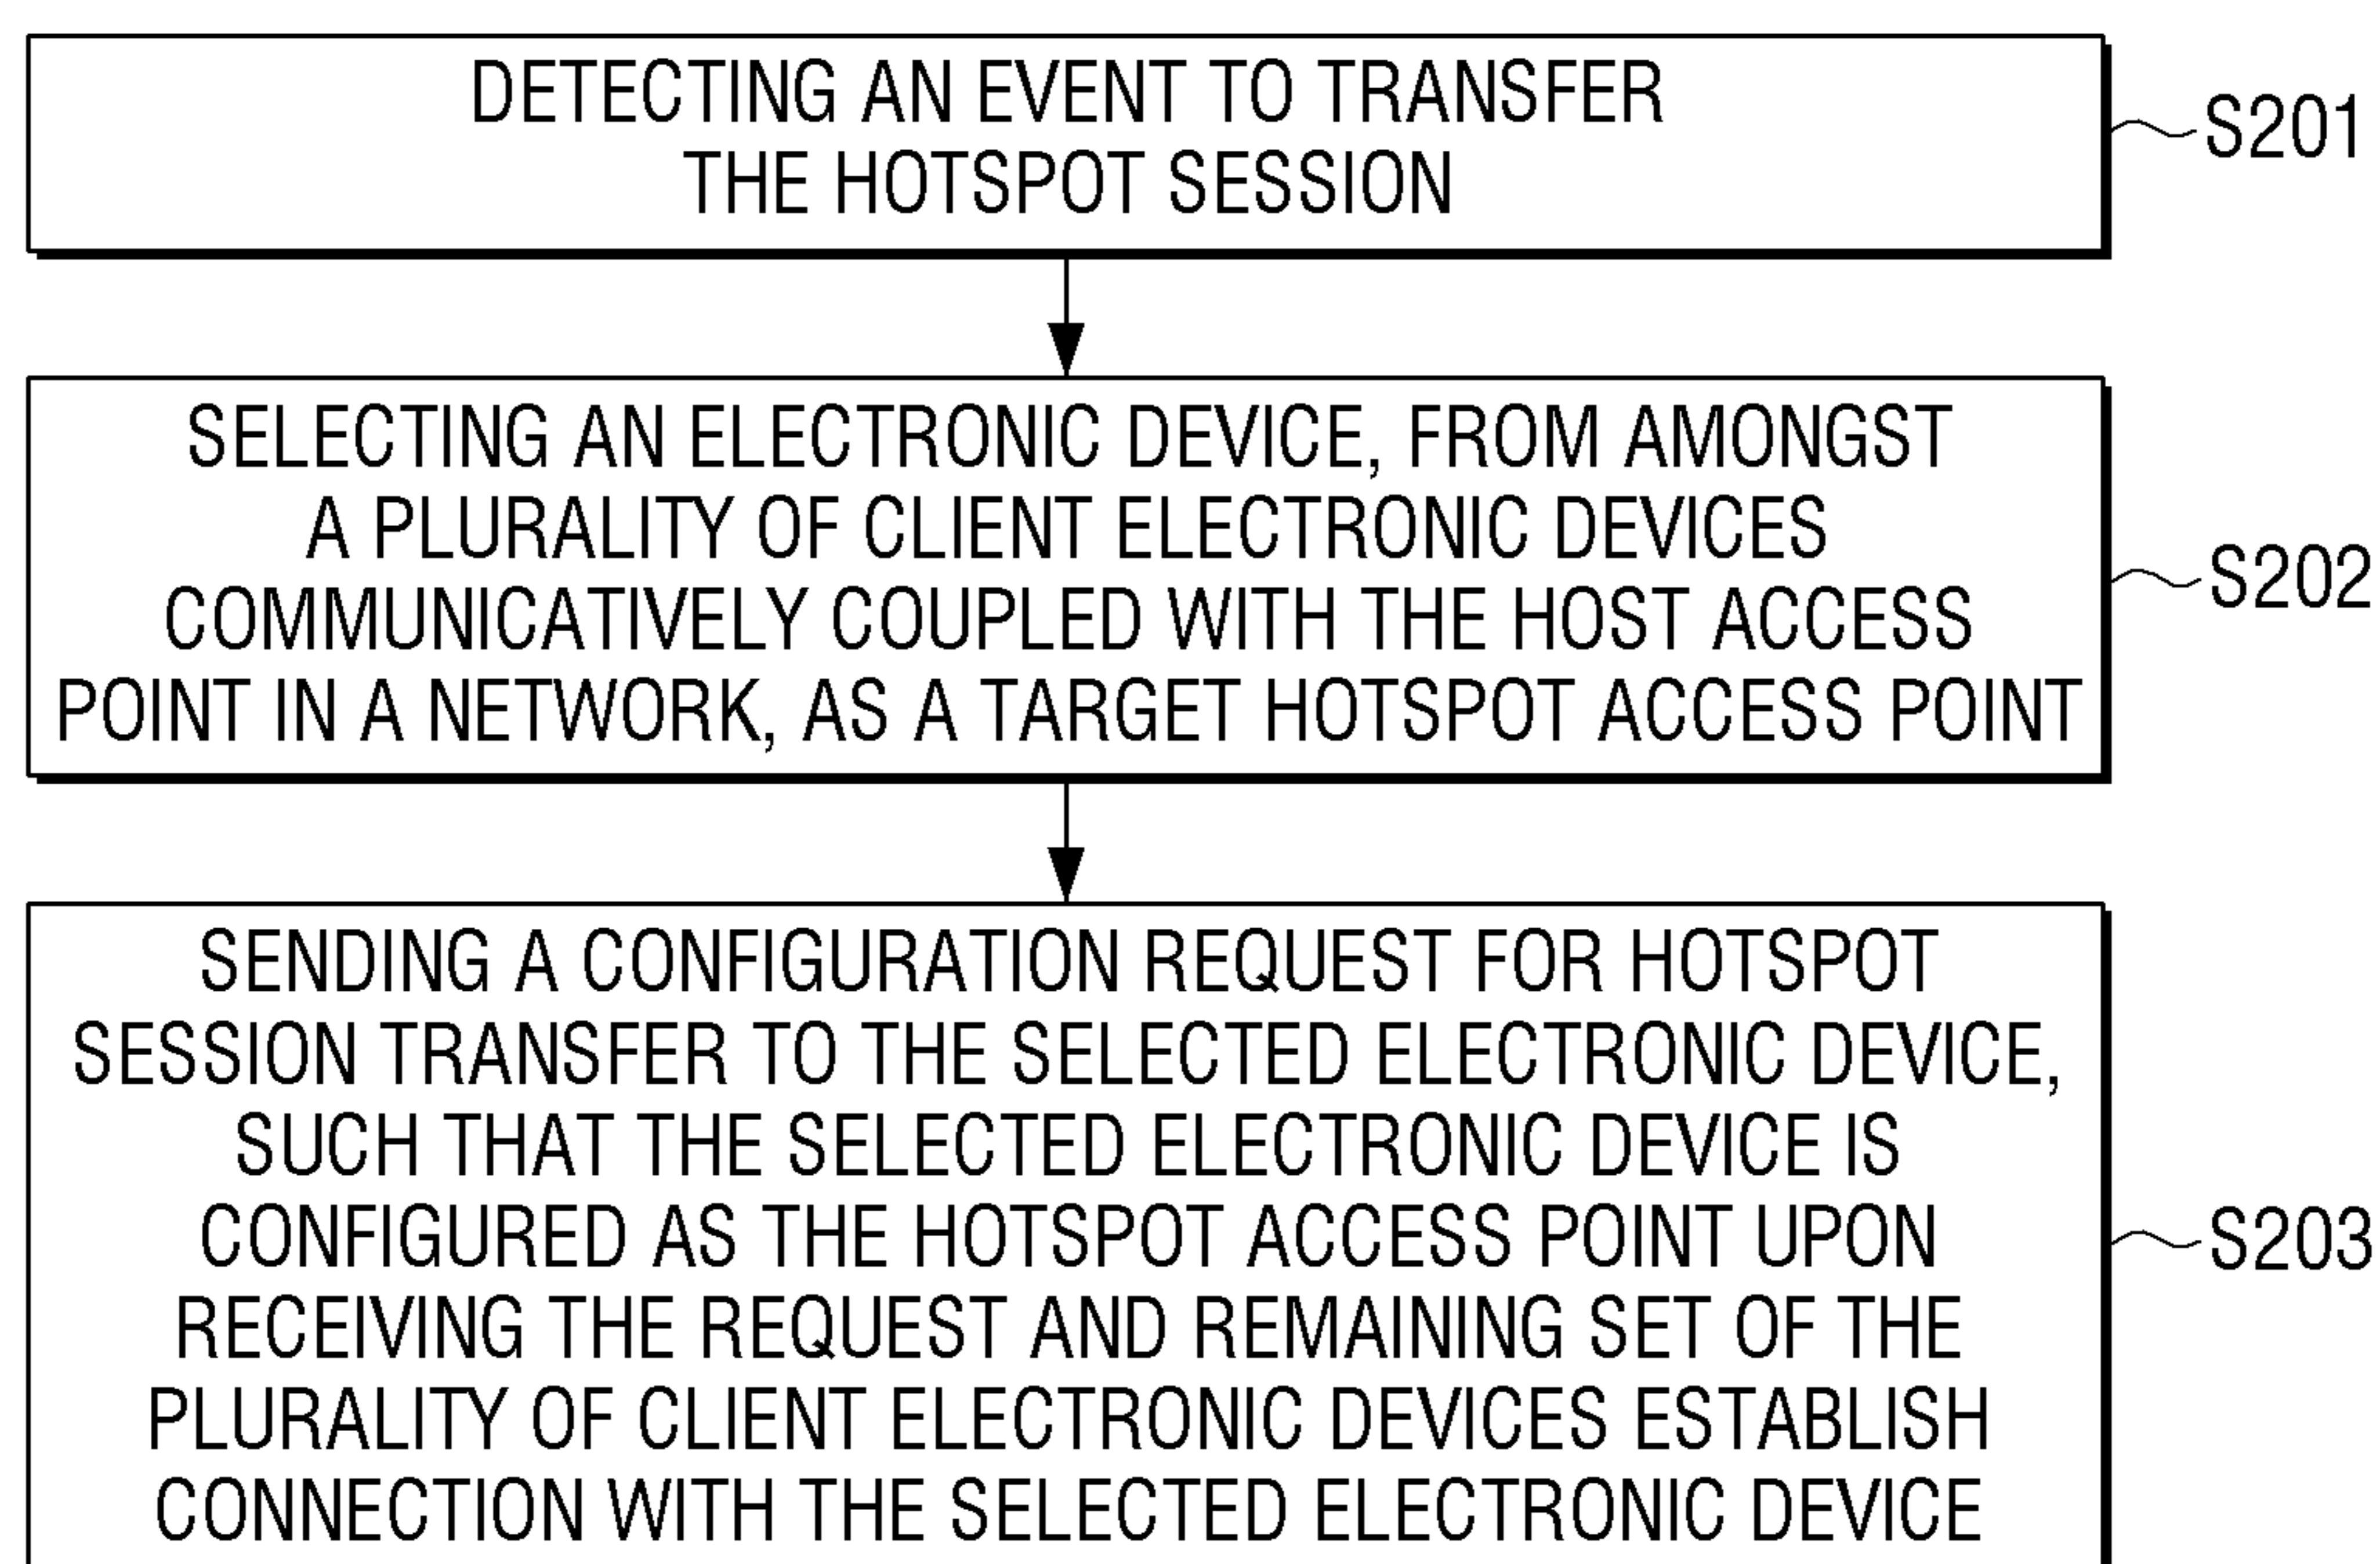 DETECTING AN EVENT TO TRANSFER
THE HOTSPOT SESSION
S201
SELECTING AN ELECTRONIC DEVICE, FROM AMONGST
A PLURALITY OF CLIENT ELECTRONIC DEVICES
COMMUNICATIVELY COUPLED WITH THE HOST ACCESS
POINT IN A NETWORK, AS A TARGET HOTSPOT ACCESS POINT
S202
SENDING A CONFIGURATION REQUEST FOR HOTSPOT
SESSION TRANSFER TO THE SELECTED ELECTRONIC DEVICE,
SUCH THAT THE SELECTED ELECTRONIC DEVICE IS
CONFIGURED AS THE HOTSPOT ACCESS POINT UPON
RECEIVING THE REQUEST AND REMAINING SET OF THE
PLURALITY OF CLIENT ELECTRONIC DEVICES ESTABLISH
CONNECTION WITH THE SELECTED ELECTRONIC DEVICE
S203